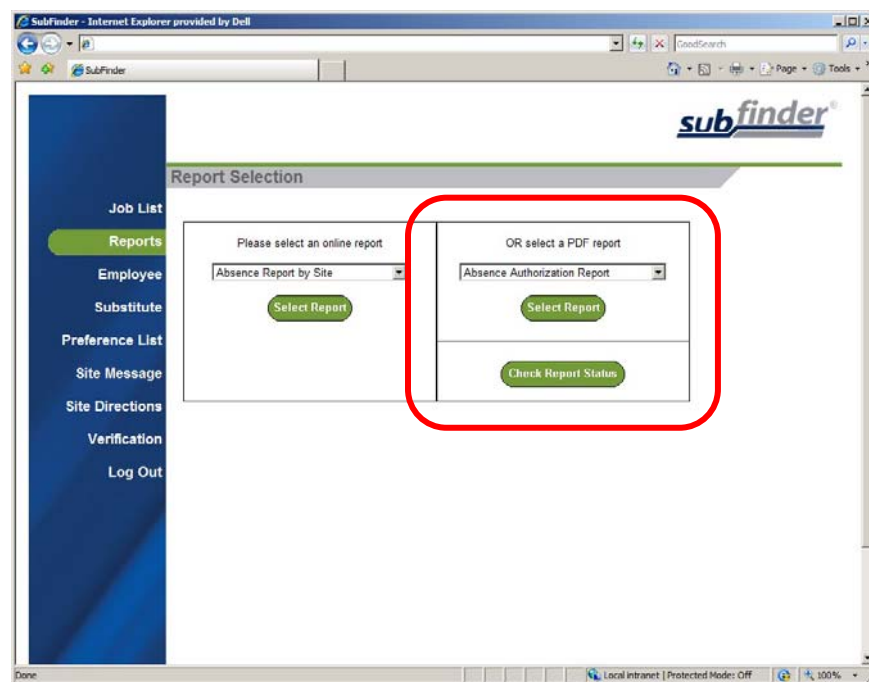 SubFinder - Internet Explorer provided by Dell
GoodSearch
SubFinder
Page
Tools
subfinder®
Report Selection
Job List
Reports
Employee
Substitute
Preference List
Site Message
Site Directions
Verification
Log Out
Please select an online report
Absence Report by Site
Select Report
OR select a PDF report
Absence Authorization Report
Select Report
Check Report Status
Done
Local intranet | Protected Mode: Off
100%